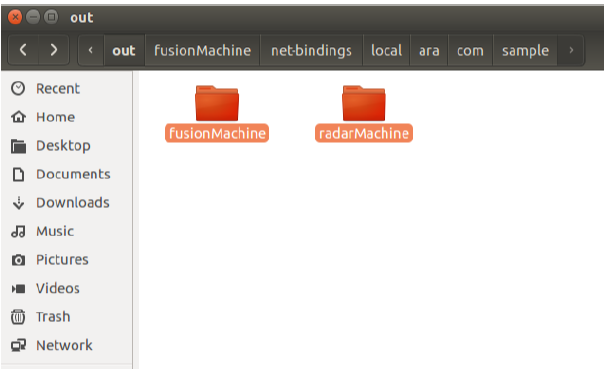 out
out fusionMachine net-bindings local ara com sample
Recent
Home
Desktop
Documents
Downloads
Music
Pictures
Videos
Trash
Network
fusionMachine radarMachine